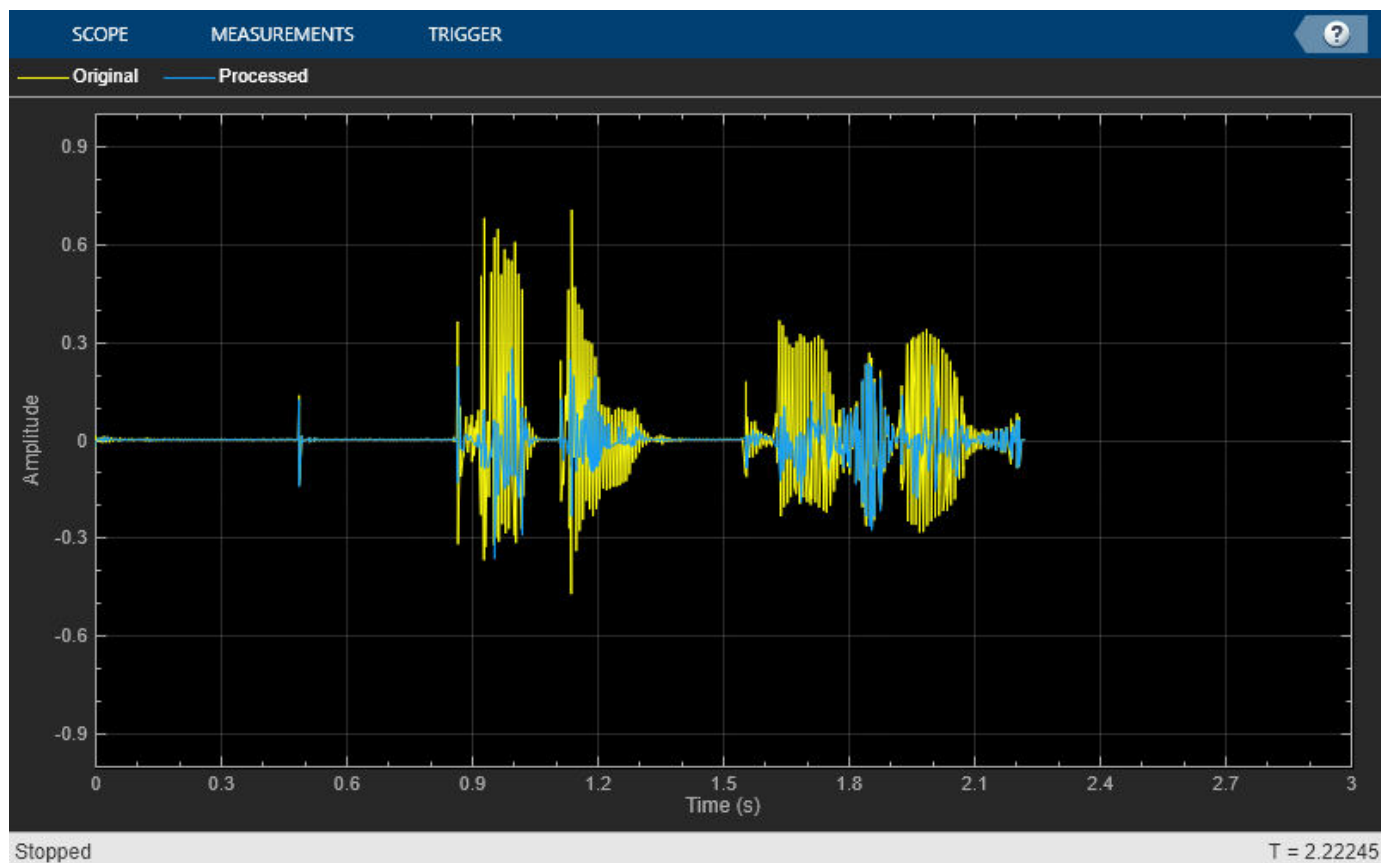 SCOPE MEASUREMENTS TRIGGER ?
Original Processed
0.9
0.6
0.3
0
-0.3
-0.6
-0.9
Amplitude
0 0.3 0.6 0.9 1.2 1.5 1.8 2.1 2.4 2.7 3
Time (s)
Stopped T = 2.22245